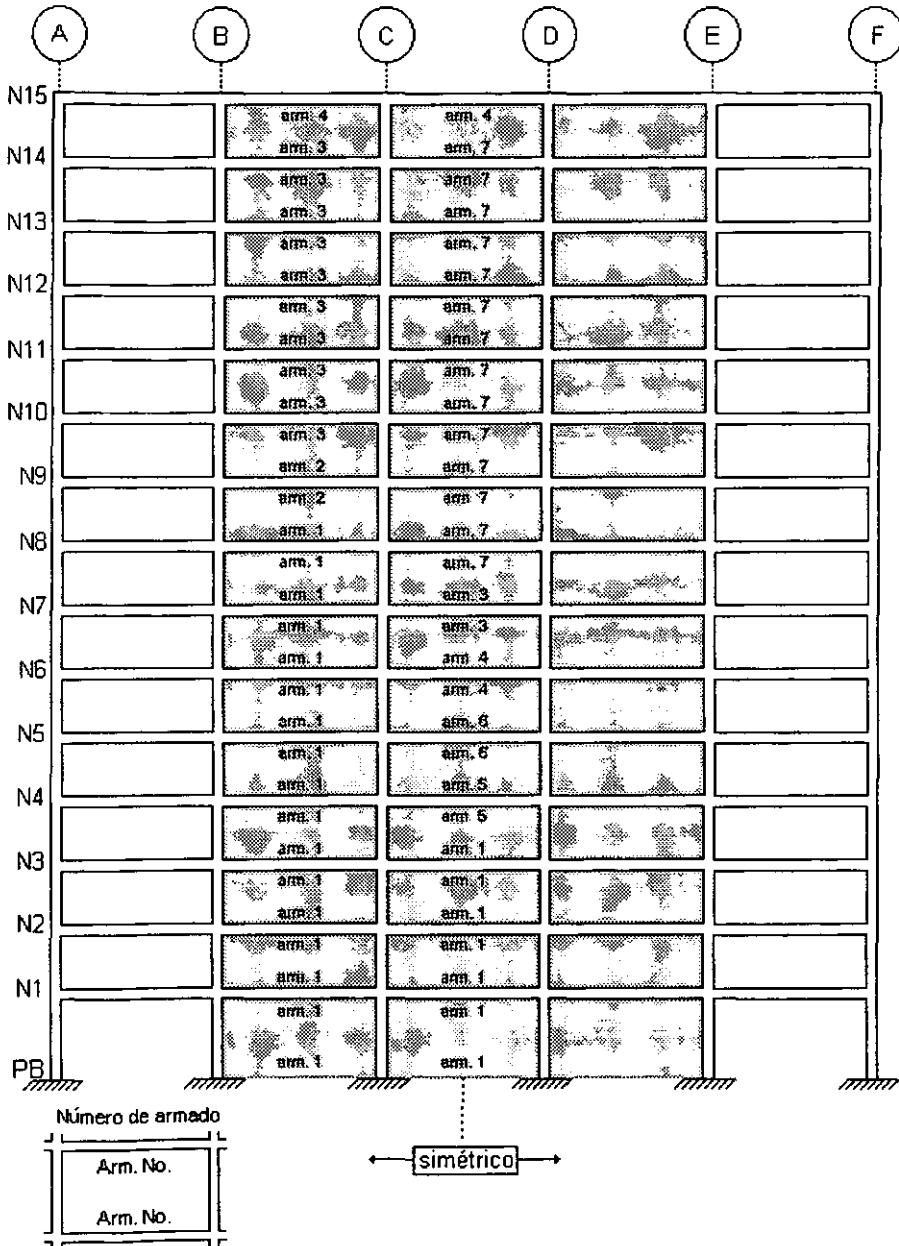 A B C D E F
N15
arm. 4 arm. 4
arm. 3 arm. 7
N14
arm. 3 arm. 7
arm. 3 arm. 7
N13
arm. 3 arm. 7
arm. 3 arm. 7
N12
arm. 3 arm. 7
arm. 3 arm. 7
N11
arm. 3 arm. 7
arm. 3 arm. 7
N10
arm. 3 arm. 7
arm. 2 arm. 7
N9
arm. 2 arm. 7
arm. 1 arm. 7
N8
arm. 1 arm. 7
arm. 1 arm. 3
N7
arm. 1 arm. 3
arm. 1 arm. 4
N6
arm. 1 arm. 4
arm. 1 arm. 6
N5
arm. 1 arm. 6
arm. 1 arm. 5
N4
arm. 1 arm. 5
arm. 1 arm. 1
N3
arm. 1 arm. 1
arm. 1 arm. 1
N2
arm. 1 arm. 1
arm. 1 arm. 1
N1
arm. 1 arm. 1
arm. 1 arm. 1
PB
Número de armado
Arm. No.
Arm. No.
simétrico